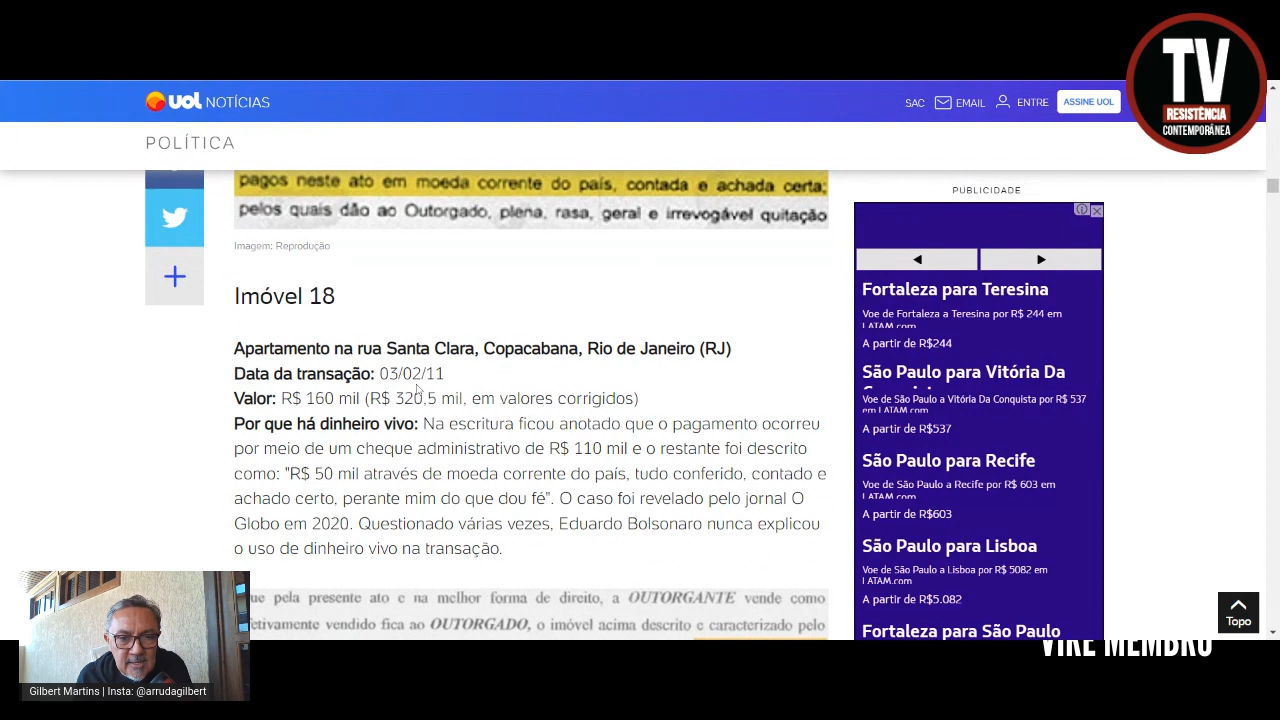 TV
RESISTÊNCIA
CONTEMPORÂNEA
UOL NOTÍCIAS
SAC EMAIL ENTRE ASSINE UOL
POLÍTICA
pagos neste ato em moeda corrente do país, contada e achada certa;
pelos quais dão ao Outorgado, plena, rasa, geral e irrevogável quitação
Imagem: Reprodução
Imóvel 18
Apartamento na rua Santa Clara, Copacabana, Rio de Janeiro (RJ)
Data da transação: 03/02/11
Valor: R$ 160 mil (R$ 320,5 mil, em valores corrigidos)
Por que há dinheiro vivo: Na escritura ficou anotado que o pagamento ocorreu
por meio de um cheque administrativo de R$ 110 mil e o restante foi descrito
como: "R$ 50 mil através de moeda corrente do país, tudo conferido, contado e
achado certo, perante mim do que dou fé". O caso foi revelado pelo jornal O
Globo em 2020. Questionado várias vezes, Eduardo Bolsonaro nunca explicou
o uso de dinheiro vivo na transação.
que pela presente ato e na melhor forma de direito, a OUTORGANTE vende como
efetivamente vendido fica ao OUTORGADO, o imóvel acima descrito e caracterizado pelo
PUBLICIDADE
Fortaleza para Teresina
Voe de Fortaleza a Teresina por R$ 244 em
LATAM.com
A partir de R$244
São Paulo para Vitória Da
Conquista
Voe de São Paulo a Vitória Da Conquista por R$ 537
em LATAM.com
A partir de R$537
São Paulo para Recife
Voe de São Paulo a Recife por R$ 603 em
LATAM.com
A partir de R$603
São Paulo para Lisboa
Voe de São Paulo a Lisboa por R$ 5082 em
LATAM.com
A partir de R$5.082
Fortaleza para São Paulo
Topo
VIRE MEMBRO
Gilbert Martins | Insta: @arrudagilbert